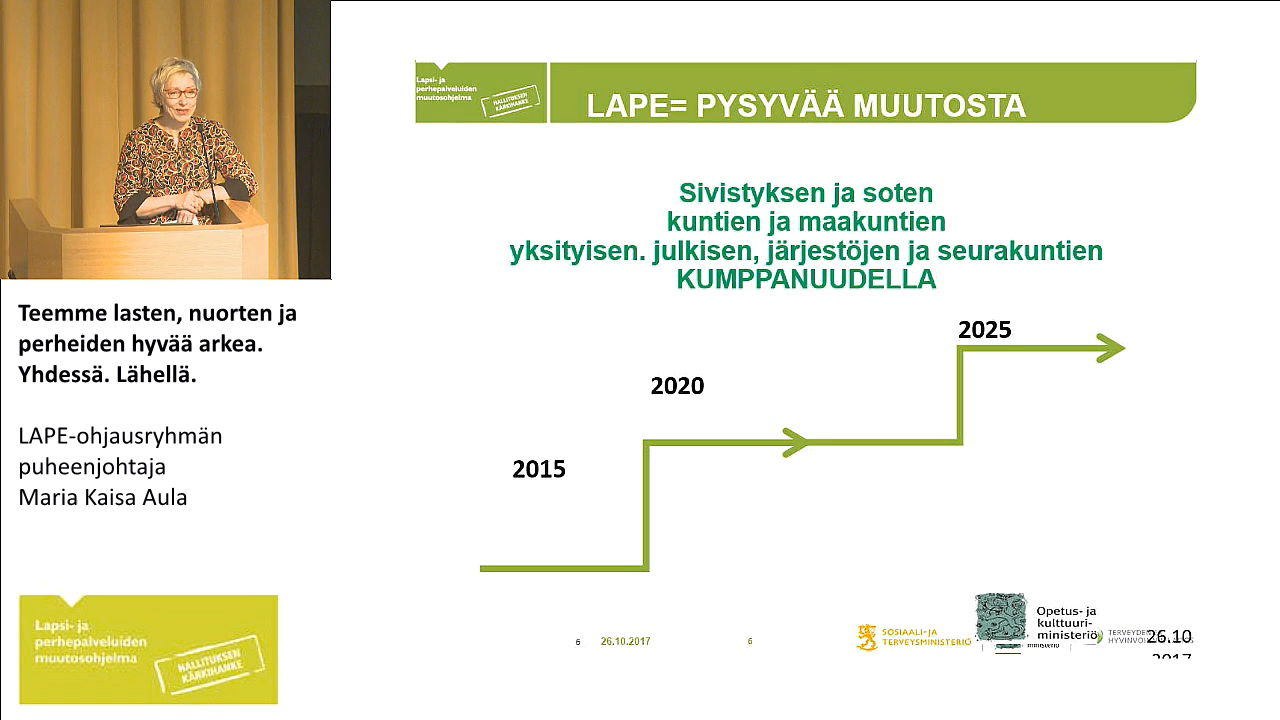 Lapsi- ja
perhepalveluiden
muutosohjelma
HALLITUKSEN
KÄRKIHANKE
LAPE= PYSYVÄÄ MUUTOSTA
Sivistyksen ja soten
kuntien ja maakuntien
yksityisen. julkisen, järjestöjen ja seurakuntien
KUMPPANUUDELLA
2025
2020
2015
Teemme lasten, nuorten ja
perheiden hyvää arkea.
Yhdessä. Lähellä.
LAPE-ohjausryhmän
puheenjohtaja
Maria Kaisa Aula
Lapsi- ja
perhepalveluiden
muutosohjelma
HALLITUKSEN
KÄRKIHANKE
6 26.10.2017 6
SOSIAALI- JA
TERVEYSMINISTERIÖ
Opetus- ja
kulttuuri-
ministeriö
ministeriö
26.10
2017